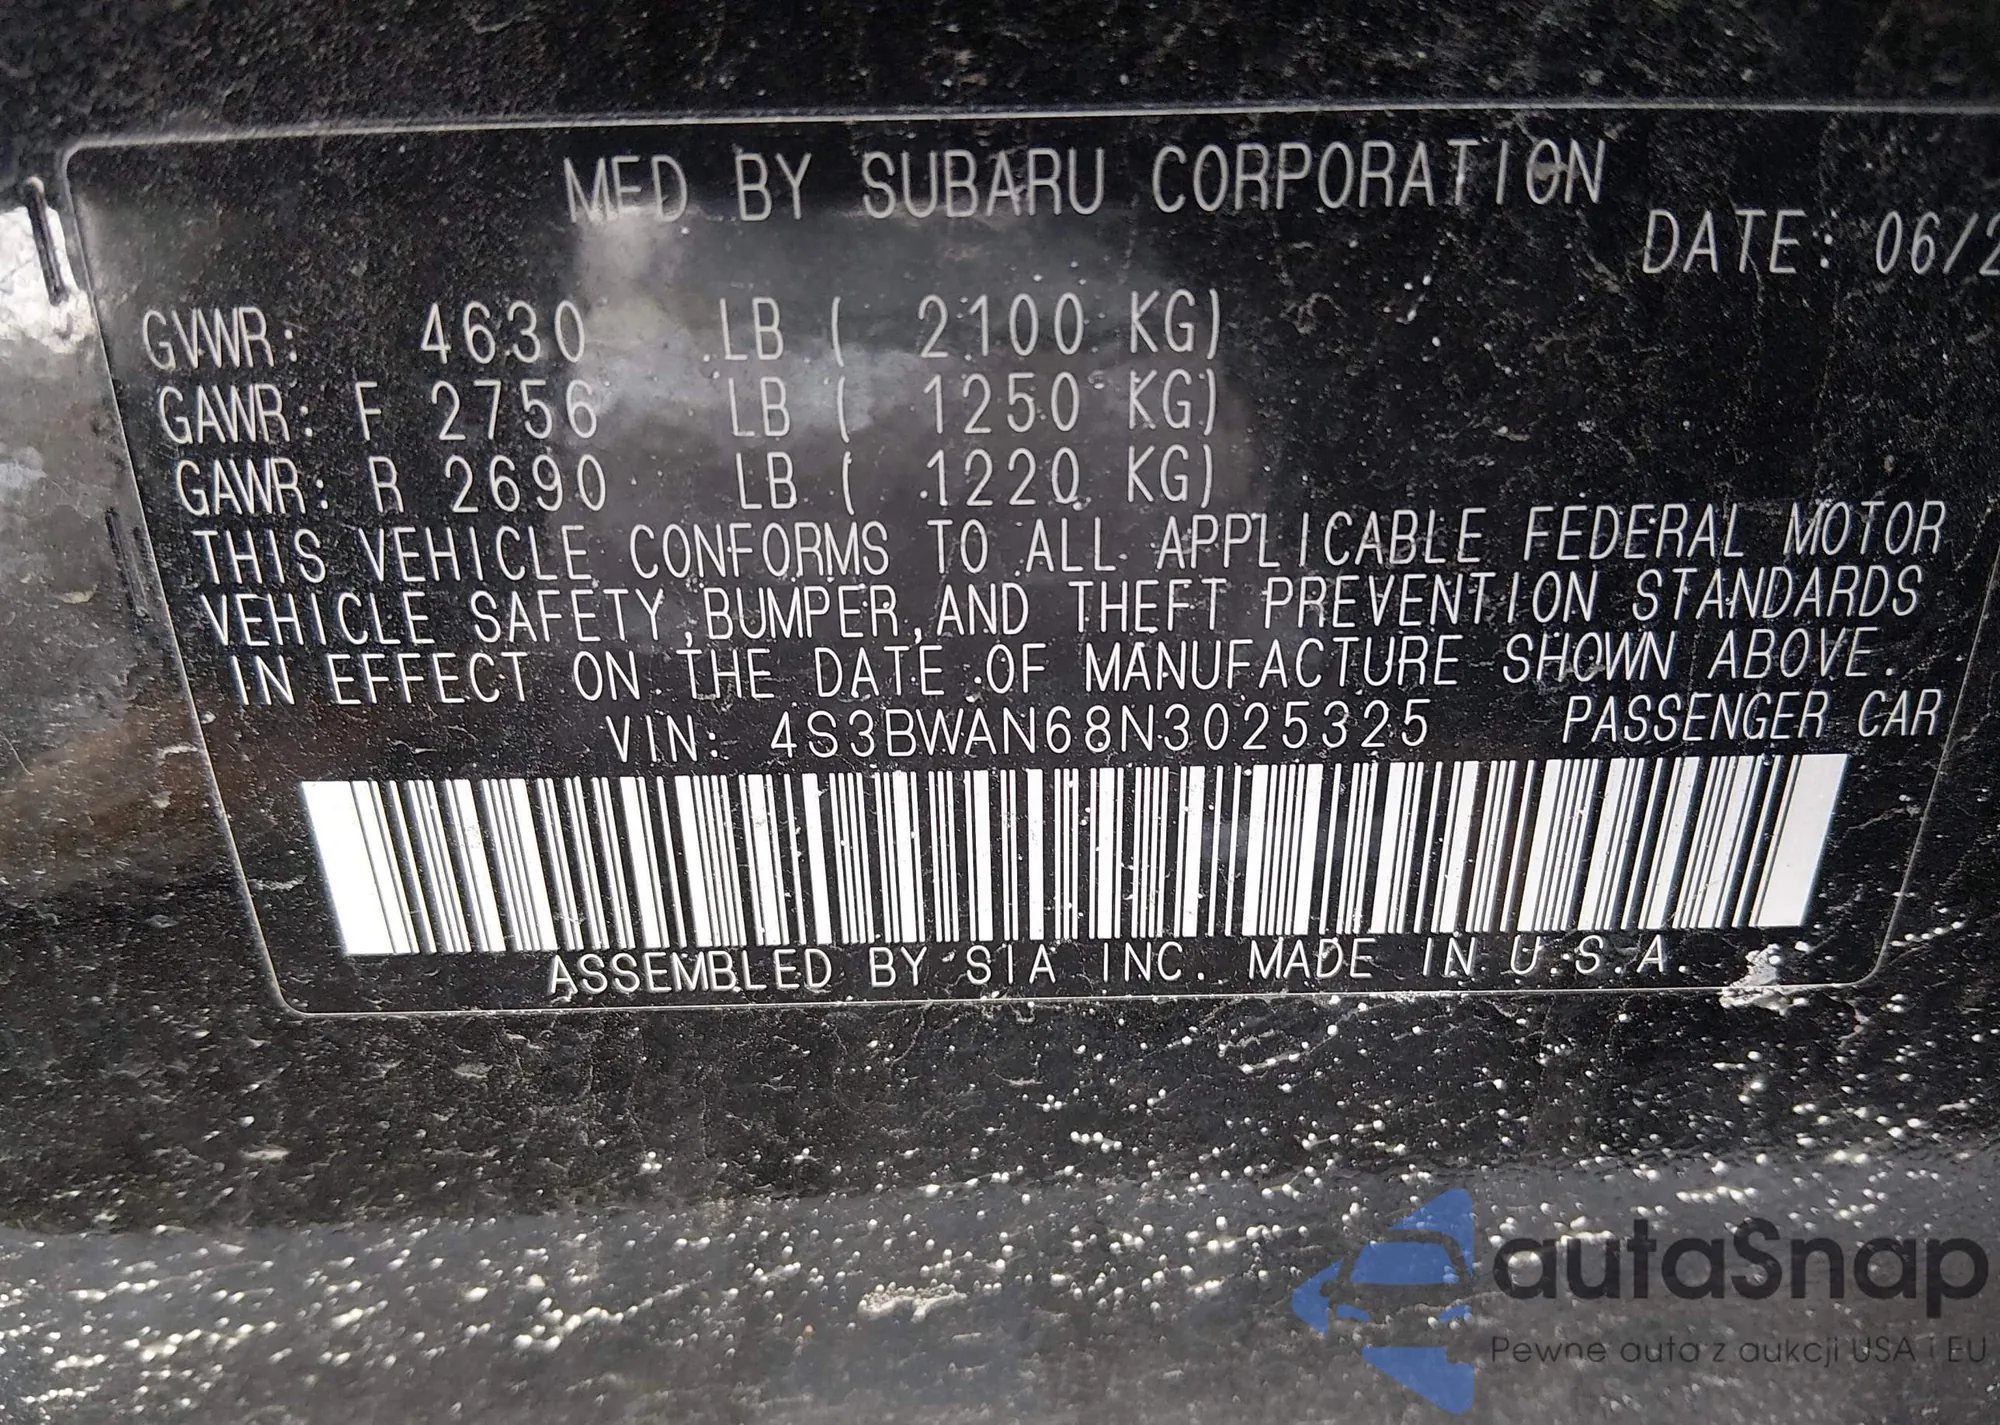 MFD BY SUBARU CORPORATION
DATE: 06/2
GVWR: 4630 LB ( 2100 KG)
GAWR: F 2756 LB ( 1250 KG)
GAWR: R 2690 LB ( 1220 KG)
THIS VEHICLE CONFORMS TO ALL APPLICABLE FEDERAL MOTOR
VEHICLE SAFETY,BUMPER,AND THEFT PREVENTION STANDARDS
IN EFFECT ON THE DATE OF MANUFACTURE SHOWN ABOVE.
VIN: 4S3BWAN68N3025325 PASSENGER CAR
ASSEMBLED BY SIA INC. MADE IN U.S.A.
autaSnap
Pewne auta z aukcji USA i EU